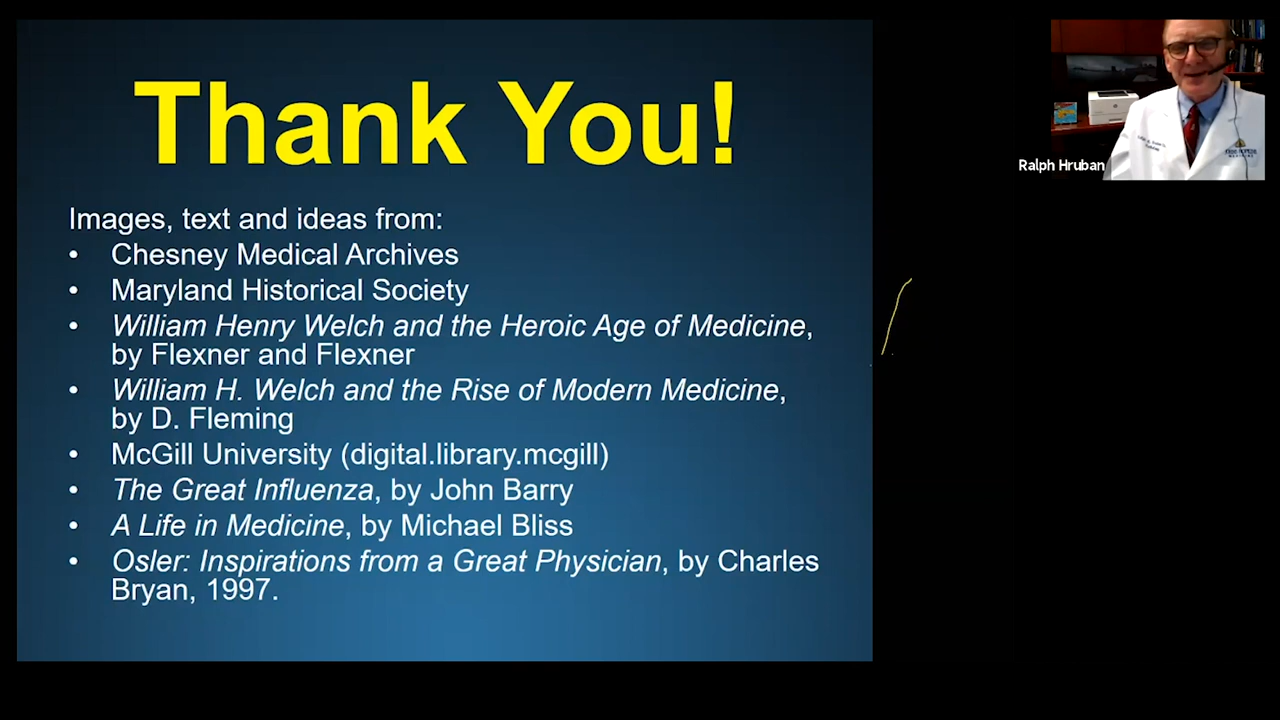 Thank You!
Images, text and ideas from:
• Chesney Medical Archives
• Maryland Historical Society
• William Henry Welch and the Heroic Age of Medicine,
by Flexner and Flexner
• William H. Welch and the Rise of Modern Medicine,
by D. Fleming
• McGill University (digital.library.mcgill)
• The Great Influenza, by John Barry
• A Life in Medicine, by Michael Bliss
• Osler: Inspirations from a Great Physician, by Charles
Bryan, 1997.
Ralph Hruban